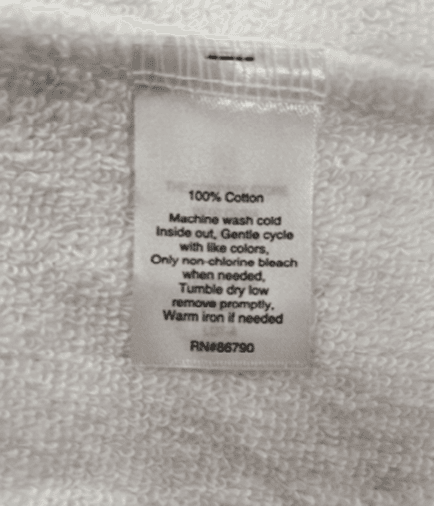 100% Cotton
Machine wash cold
Inside out, Gentle cycle
with like colors,
Only non-chlorine bleach
when needed,
Tumble dry low
remove promptly,
Warm iron if needed
RN#86790